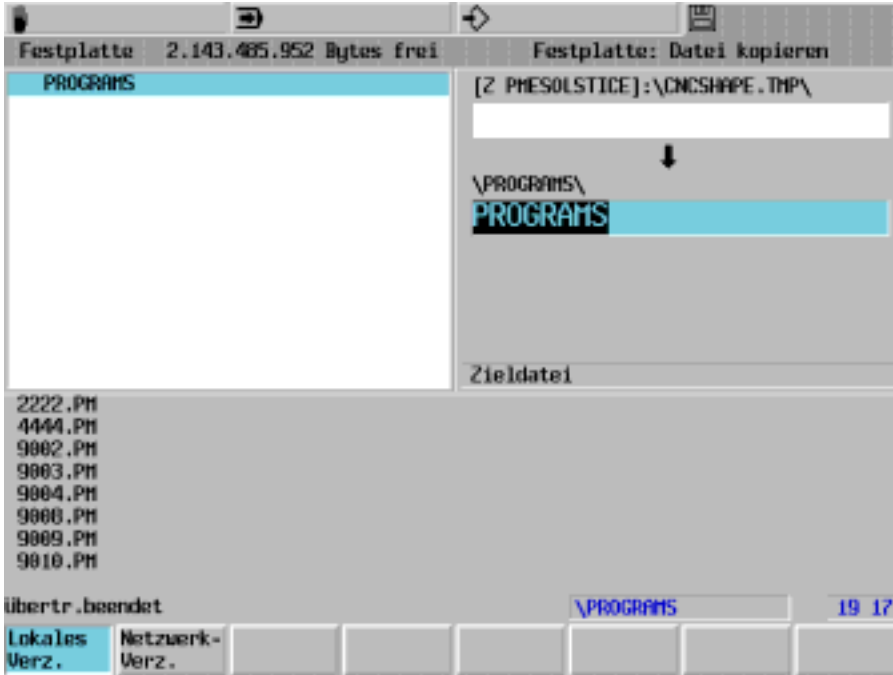 Festplatte 2.143.485.952 Bytes frei
Festplatte: Datei kopieren
PROGRAMS
[Z PMESOLSTICE]:\CNCSHAPE.TMP\
\PROGRAMS\
PROGRAMS
Zieldatei
2222.PM
4444.PM
9002.PM
9003.PM
9004.PM
9008.PM
9009.PM
9010.PM
übertr.beendet
\PROGRAMS
19 17
Lokales
Verz.
Netzwerk-
Verz.